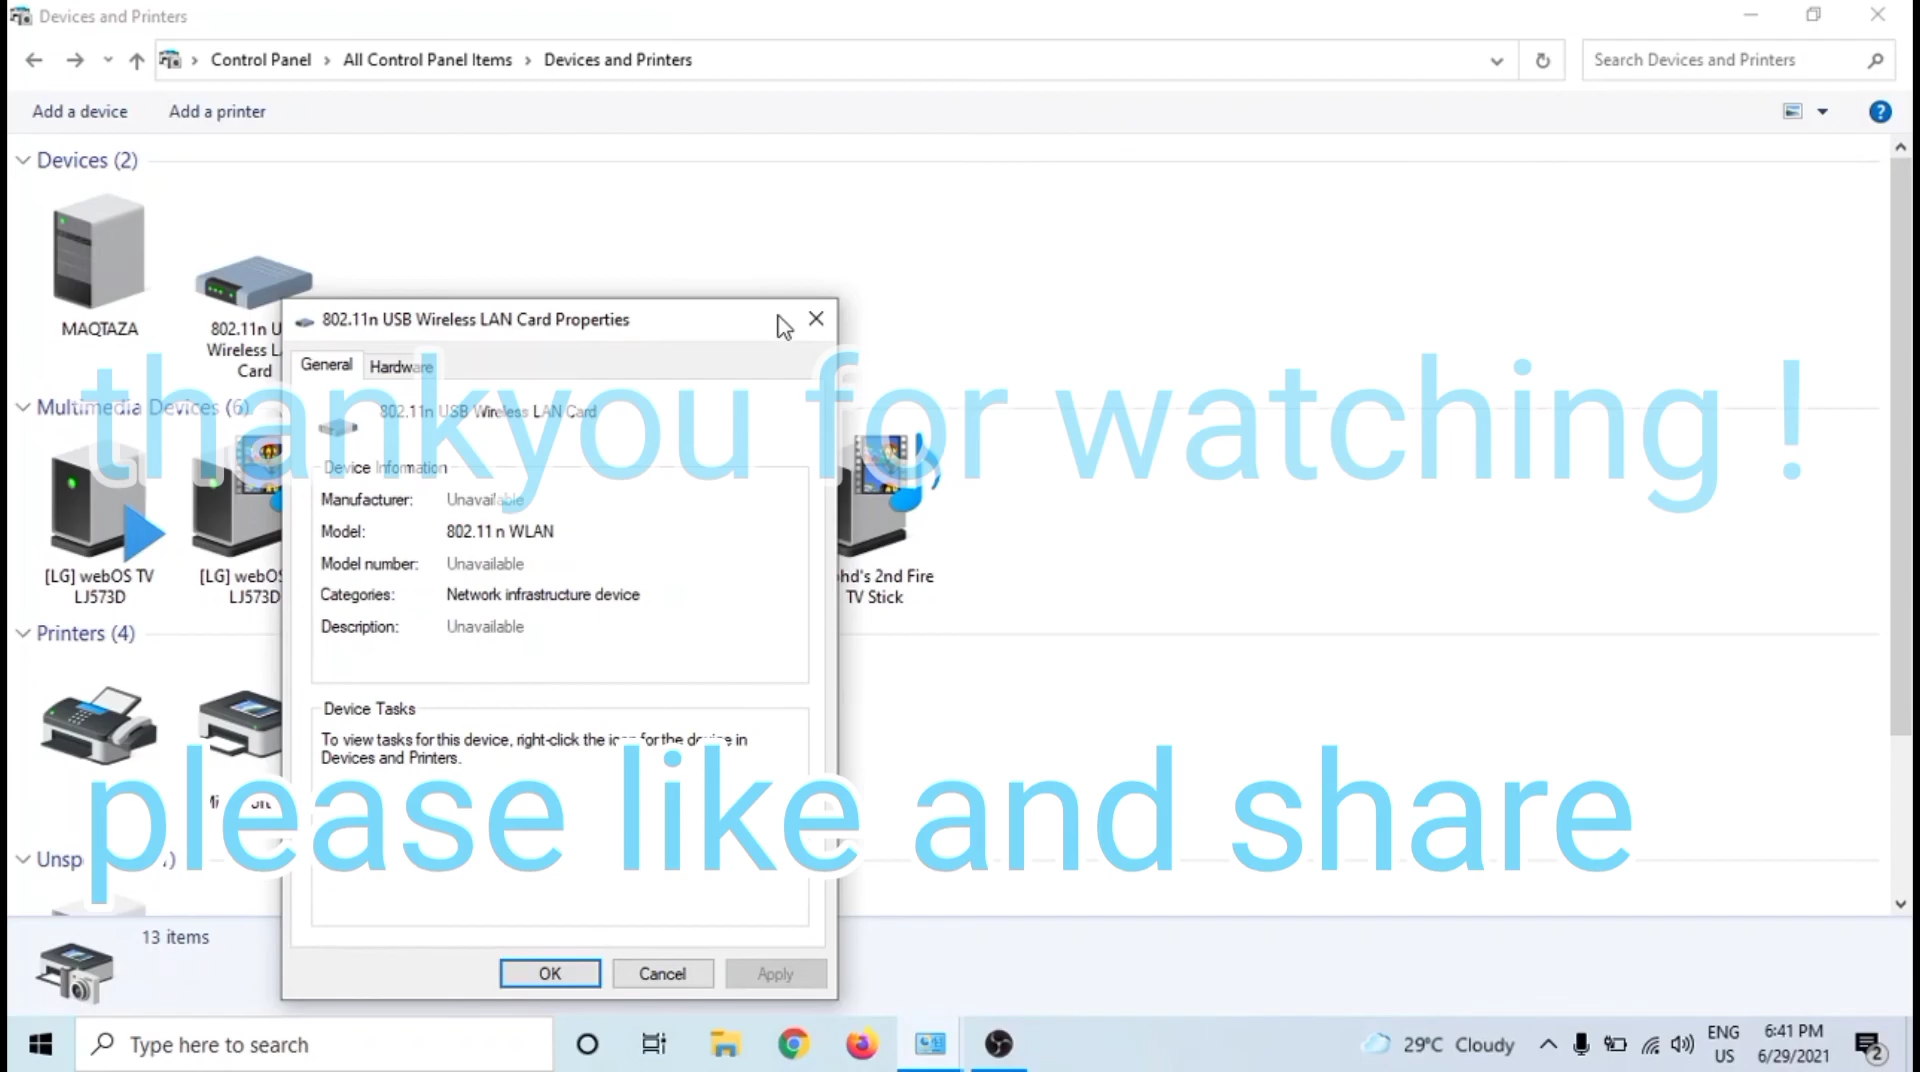 Devices and Printers
Control Panel › All Control Panel Items › Devices and Printers
Search Devices and Printers
Add a device
Add a printer
Devices (2)
MAQTAZA
802.11n U
Wireless L
Card
802.11n USB Wireless LAN Card Properties
General
Hardware
thankyou for watching !
802.11n USB Wireless LAN Card
Multimedia Devices (6)
Device Information
Manufacturer: Unavailable
Model: 802.11 n WLAN
Model number: Unavailable
Categories: Network infrastructure device
Description: Unavailable
[LG] webOS TV
LJ573D
[LG] webOS
LJ573D
hd's 2nd Fire
TV Stick
Printers (4)
Device Tasks
To view tasks for this device, right-click the icon for the device in
Devices and Printers.
please like and share
Unsp
13 items
OK
Cancel
Apply
Type here to search
29°C Cloudy
ENG
US
6:41 PM
6/29/2021
2